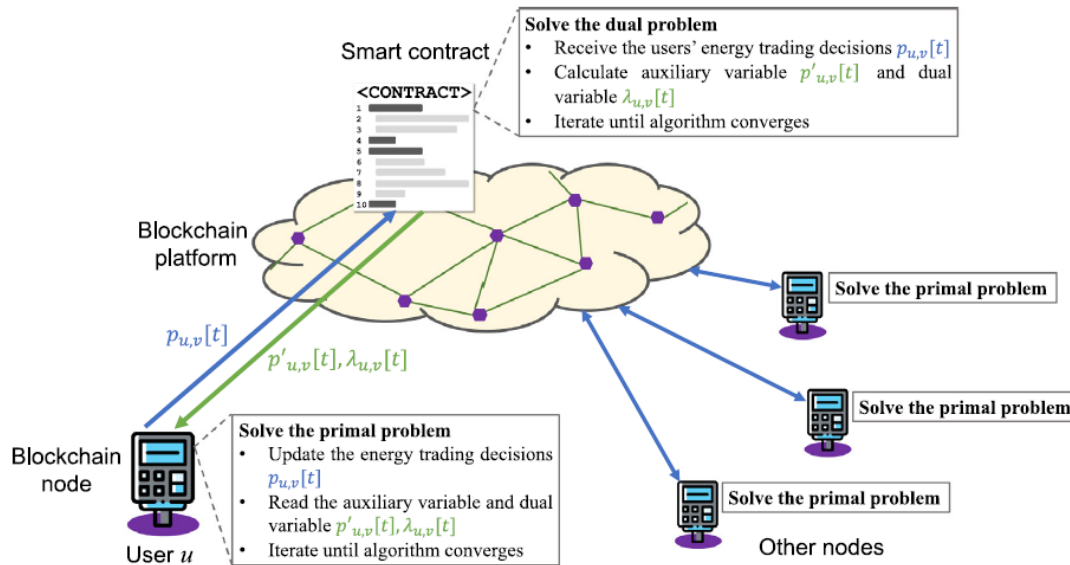 Solve the dual problem
• Receive the users' energy trading decisions p_{u,v}[t]
• Calculate auxiliary variable p'_{u,v}[t] and dual
variable λ_{u,v}[t]
• Iterate until algorithm converges
Smart contract
<CONTRACT>
1
2
3
4
5
6
7
8
9
10
Blockchain
platform
p_{u,v}[t]
p'_{u,v}[t], λ_{u,v}[t]
Solve the primal problem
Solve the primal problem
Solve the primal problem
Other nodes
Blockchain
node
User u
Solve the primal problem
• Update the energy trading decisions
p_{u,v}[t]
• Read the auxiliary variable and dual
variable p'_{u,v}[t], λ_{u,v}[t]
• Iterate until algorithm converges